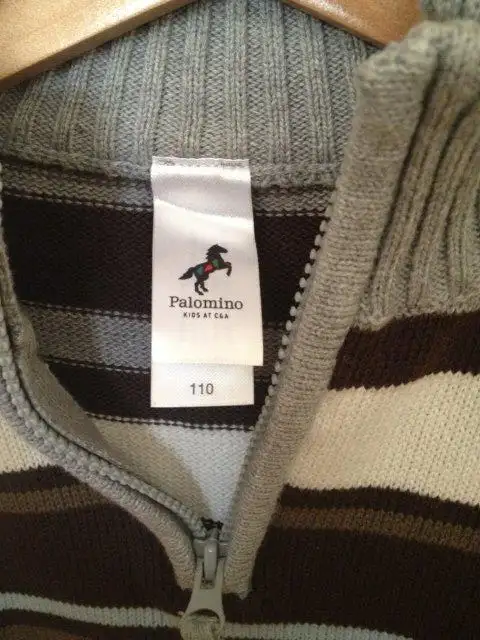 Palomino
KIDS AT C&A
110